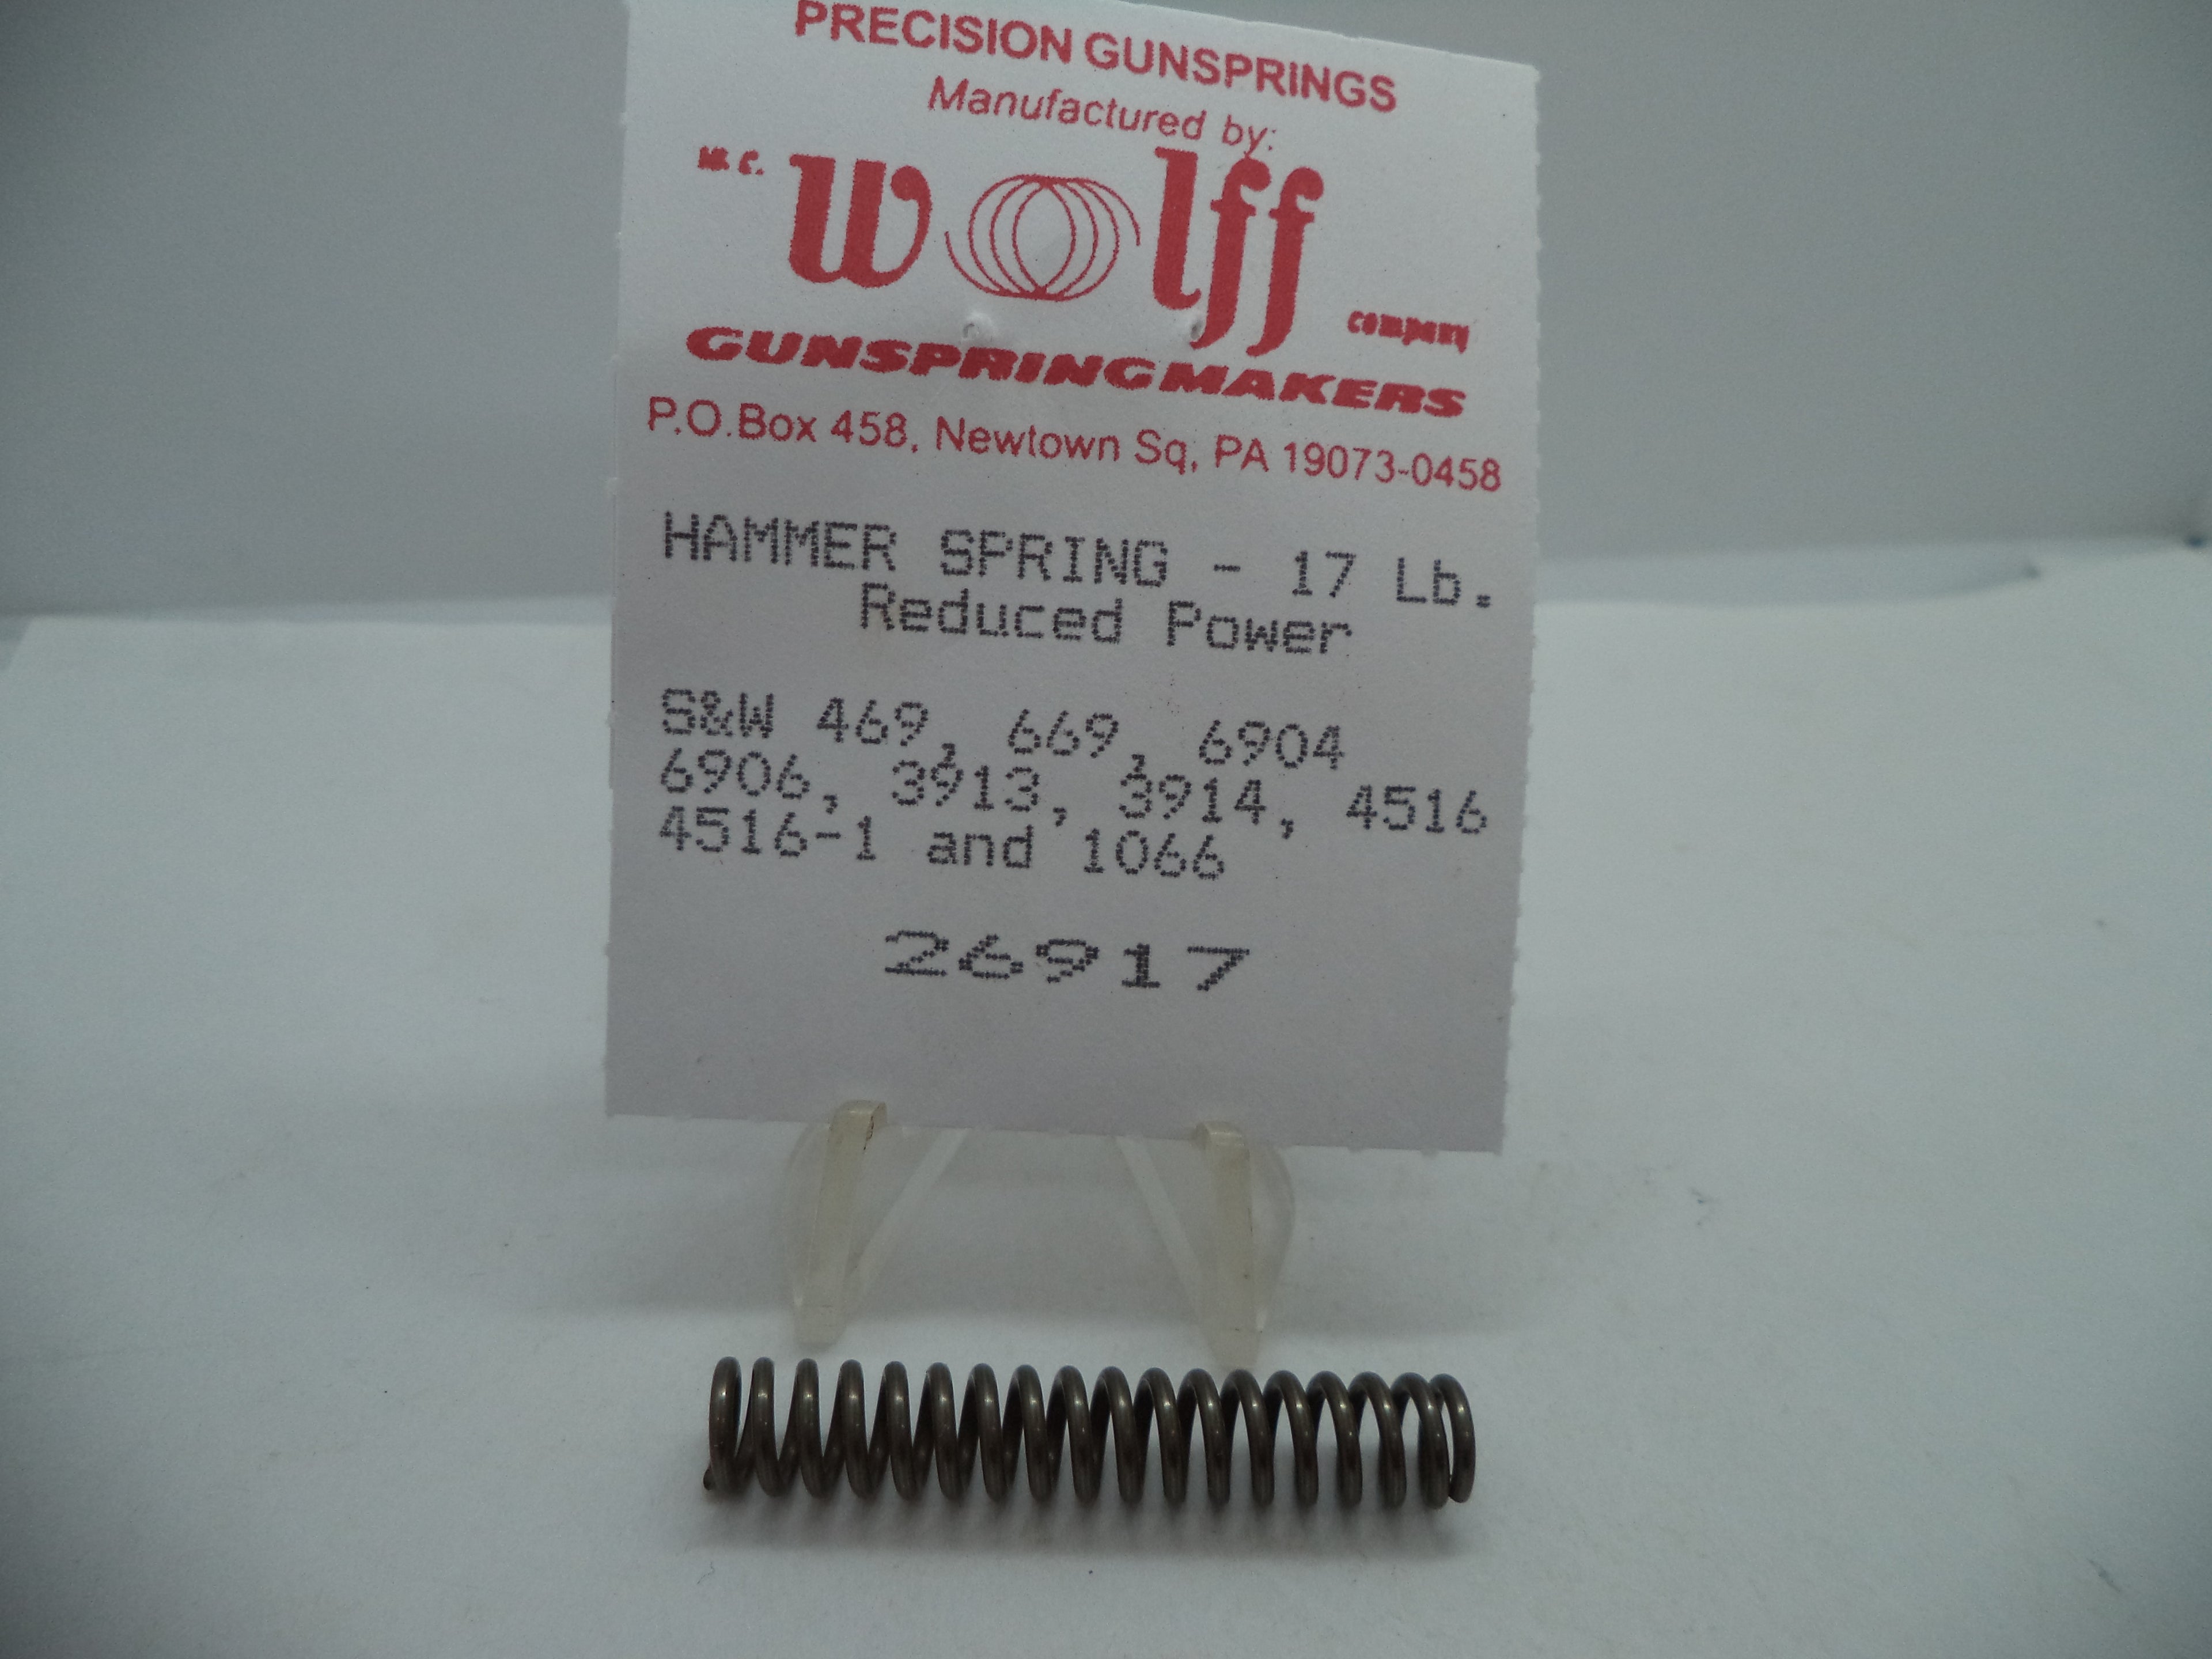 PRECISION GUNSPRINGS
Manufactured by:
W. C. Wolff company
GUNSPRINGMAKERS
P.O.Box 458, Newtown Sq, PA 19073-0458
HAMMER SPRING - 17 Lb.
Reduced Power
S&W 469, 669, 6904
6906, 3913, 3914, 4516
4516-1 and 1066
26917